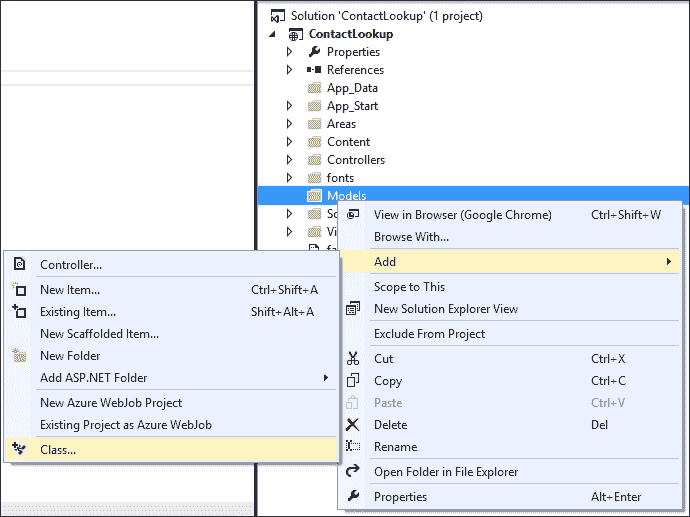 Solution 'ContactLookup' (1 project)
ContactLookup
Properties
References
App_Data
App_Start
Areas
Content
Controllers
fonts
Models
View in Browser (Google Chrome) Ctrl+Shift+W
Browse With...
Add
Scope to This
New Solution Explorer View
Exclude From Project
Cut Ctrl+X
Copy Ctrl+C
Paste Ctrl+V
Delete Del
Rename
Open Folder in File Explorer
Properties Alt+Enter
Controller...
New Item... Ctrl+Shift+A
Existing Item... Shift+Alt+A
New Scaffolded Item...
New Folder
Add ASP.NET Folder
New Azure WebJob Project
Existing Project as Azure WebJob
Class...